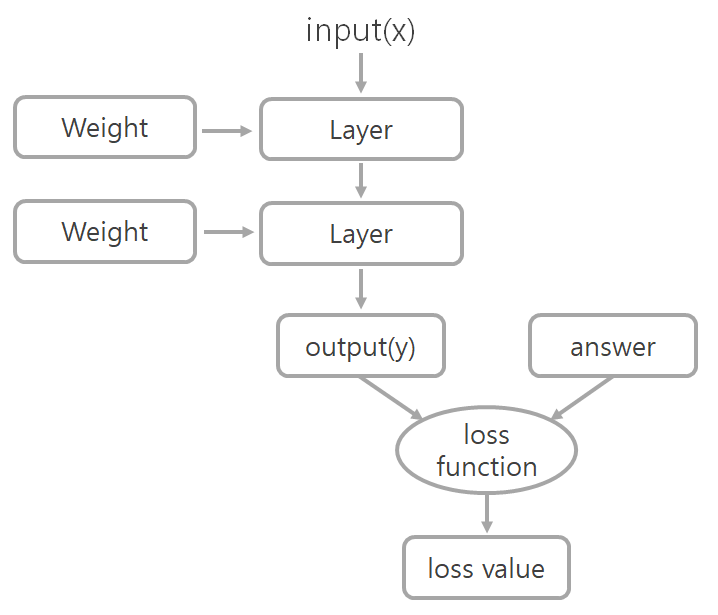 input(x)
Weight
Layer
Weight
Layer
output(y)
answer
loss
function
loss value